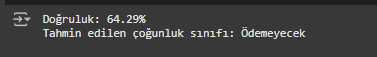 Doğruluk: 64.29%
Tahmin edilen çoğunluk sınıfı: Ödemeyecek